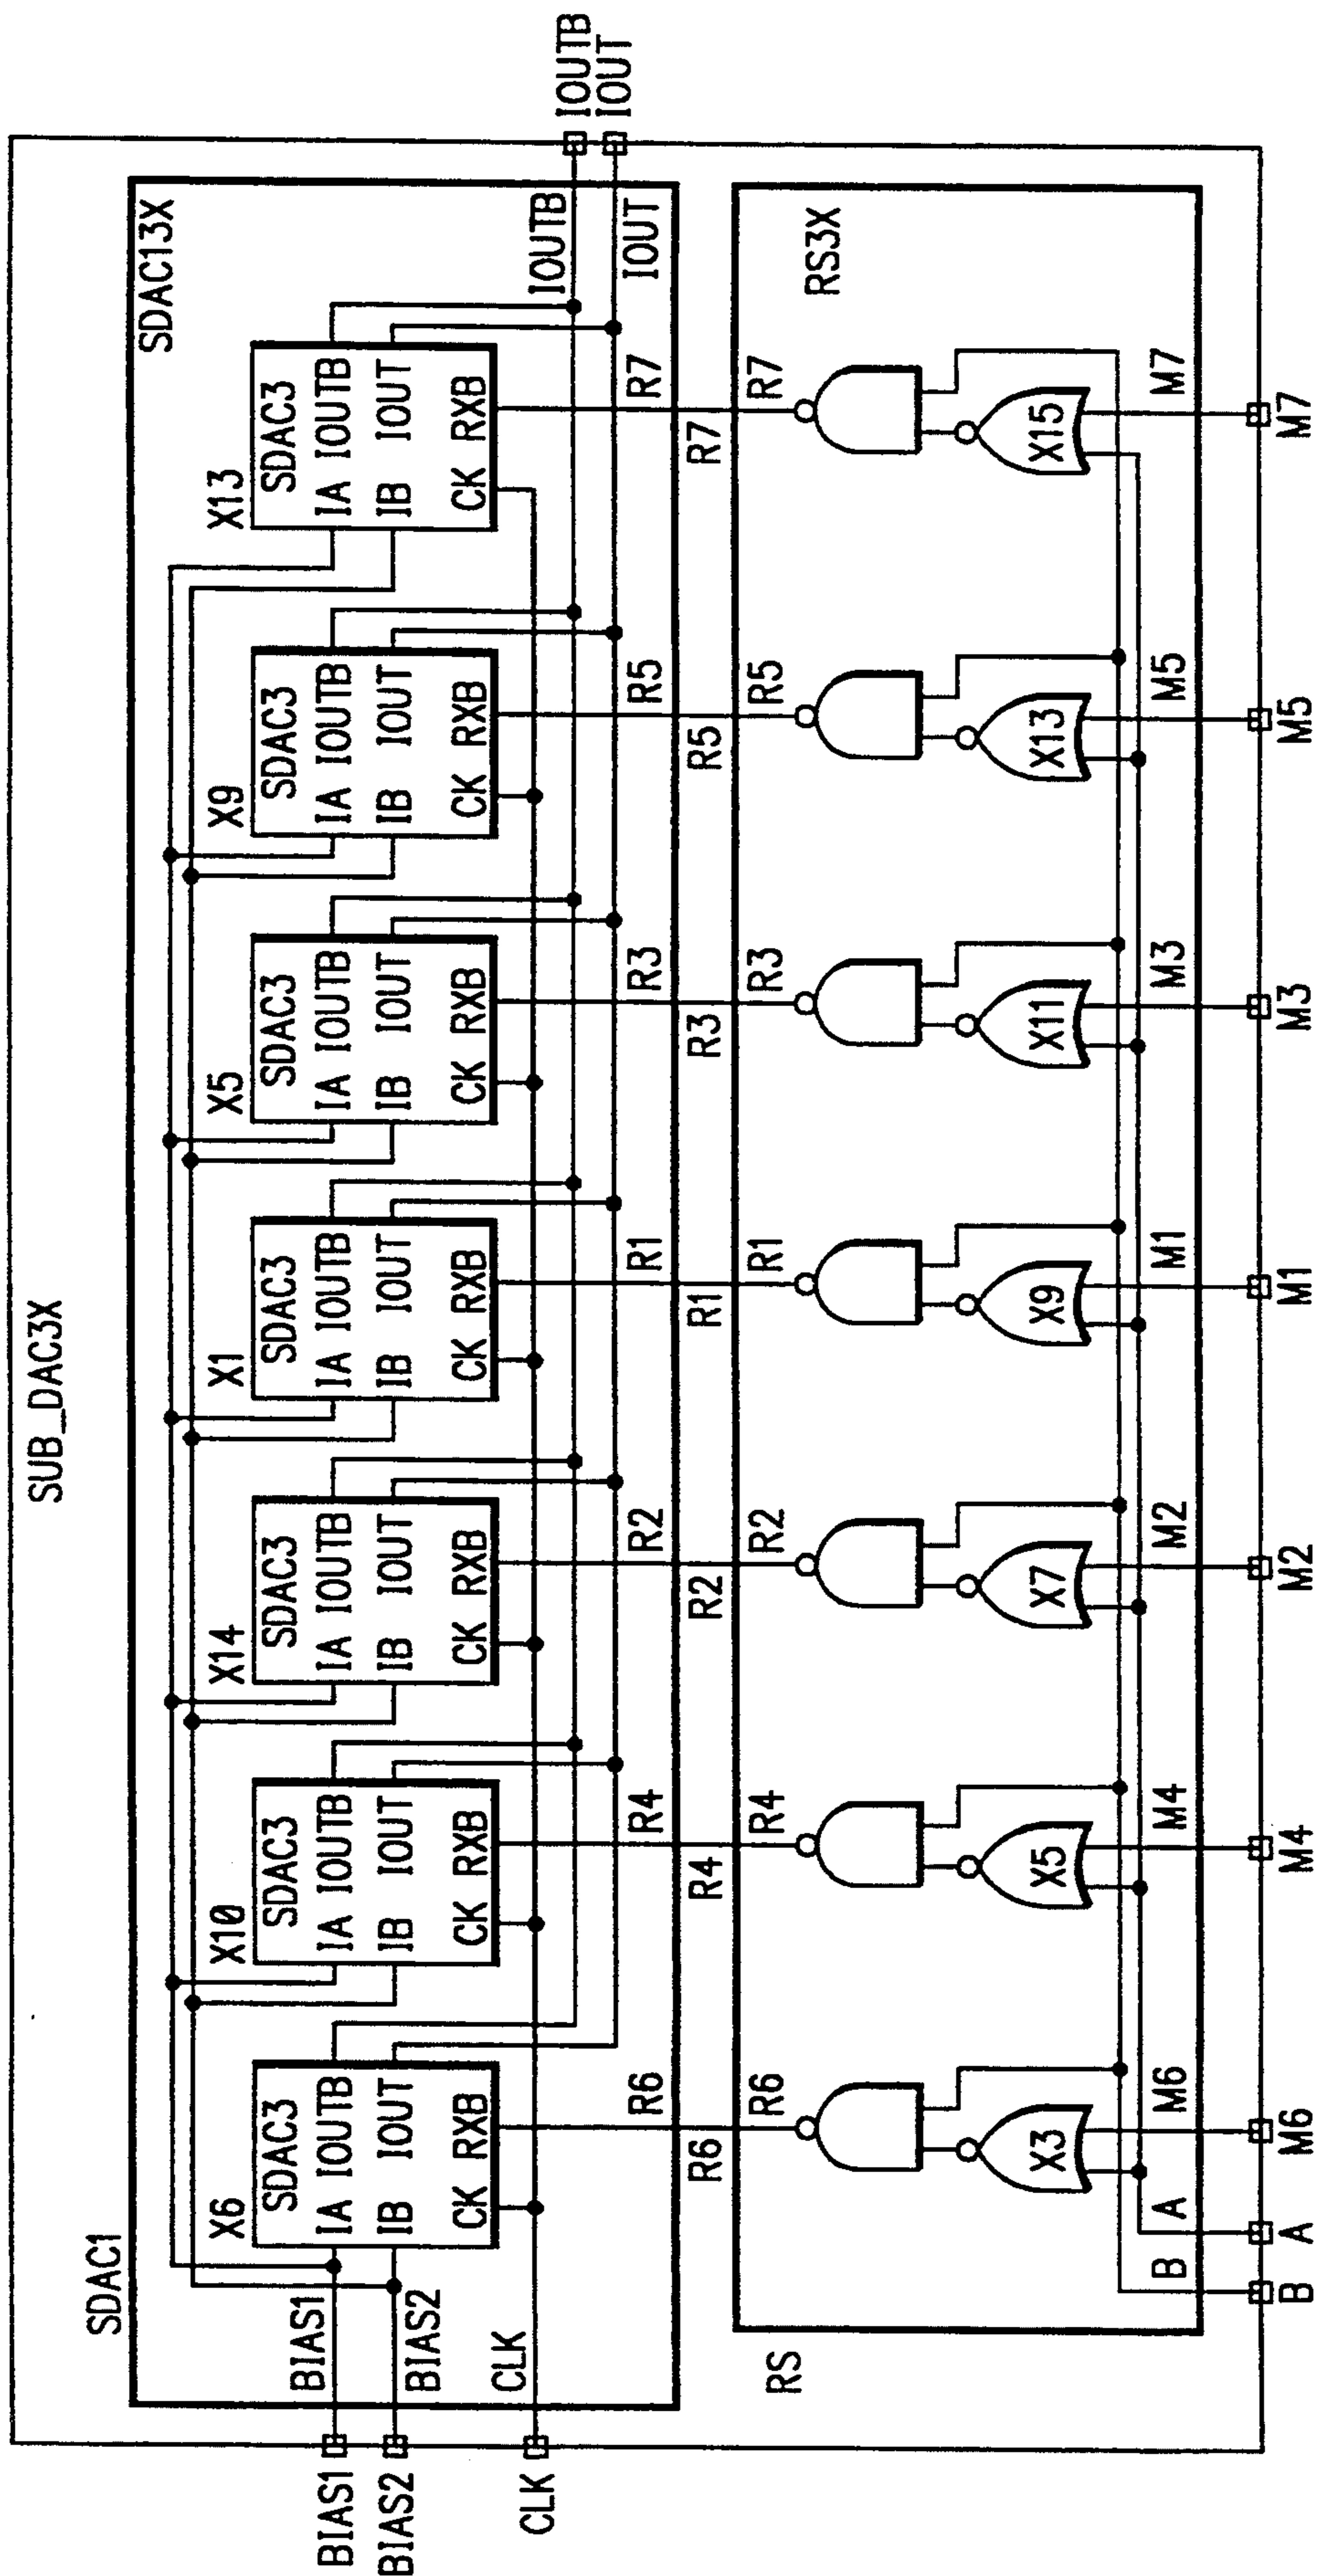 SUB_DAC3X
SDAC1
SDAC13X
X6
SDAC3
IA IOUTB
IB IOUT
CK RXB
X10
SDAC3
IA IOUTB
IB IOUT
CK RXB
X14
SDAC3
IA IOUTB
IB IOUT
CK RXB
X1
SDAC3
IA IOUTB
IB IOUT
CK RXB
X5
SDAC3
IA IOUTB
IB IOUT
CK RXB
X9
SDAC3
IA IOUTB
IB IOUT
CK RXB
X13
SDAC3
IA IOUTB
IB IOUT
CK RXB
BIAS1 BIAS1
BIAS2 BIAS2
CLK CLK
IOUTB IOUTB
IOUT IOUT
R6 R4 R2 R1 R3 R5 R7
R6 R4 R2 R1 R3 R5 R7
RS
R6 R4 R2 R1 R3 R5 R7
RS3X
X3 X5 X7 X9 X11 X13 X15
B A M6 M4 M2 M1 M3 M5 M7
B A M6 M4 M2 M1 M3 M5 M7